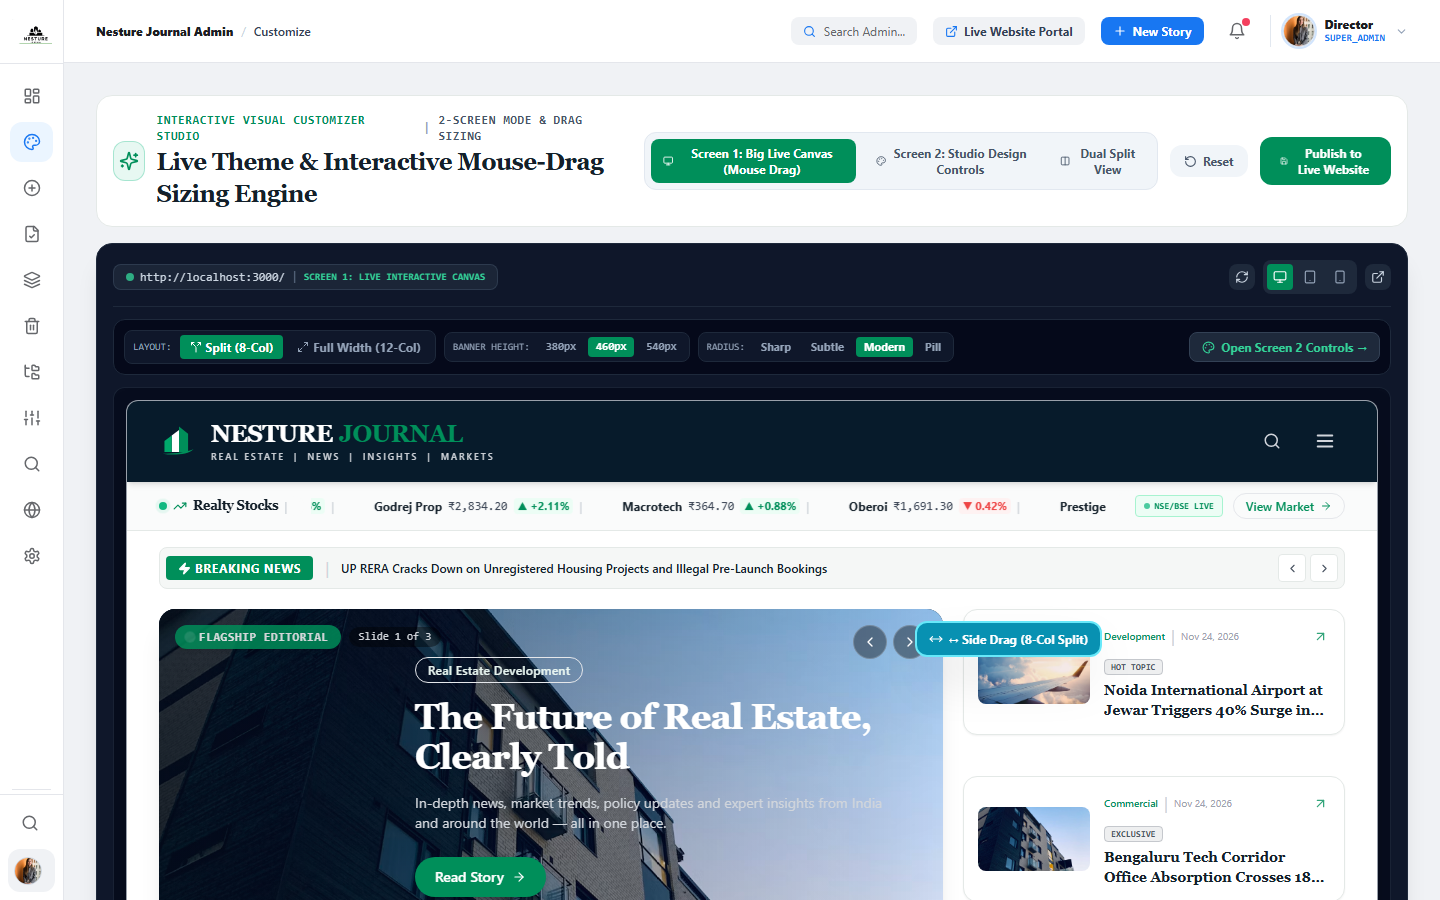 NESTURE
Nesture Journal Admin / Customize
Search Admin...
Live Website Portal
New Story
Director
SUPER_ADMIN
INTERACTIVE VISUAL CUSTOMIZER STUDIO | 2-SCREEN MODE & DRAG SIZING
Live Theme & Interactive Mouse-Drag
Sizing Engine
Screen 1: Big Live Canvas
(Mouse Drag)
Screen 2: Studio Design
Controls
Dual Split
View
Reset
Publish to
Live Website
http://localhost:3000/ | SCREEN 1: LIVE INTERACTIVE CANVAS
LAYOUT: Split (8-Col) Full Width (12-Col)
BANNER HEIGHT: 380px 460px 540px
RADIUS: Sharp Subtle Modern Pill
Open Screen 2 Controls →
NESTURE JOURNAL
REAL ESTATE | NEWS | INSIGHTS | MARKETS
Realty Stocks | % | Godrej Prop ₹2,834.20 ▲ +2.11% | Macrotech ₹364.70 ▲ +0.88% | Oberoi ₹1,691.30 ▼ 0.42% | Prestige
NSE/BSE LIVE
View Market →
BREAKING NEWS | UP RERA Cracks Down on Unregistered Housing Projects and Illegal Pre-Launch Bookings
FLAGSHIP EDITORIAL
Slide 1 of 3
↔ Side Drag (8-Col Split)
Real Estate Development
The Future of Real Estate,
Clearly Told
In-depth news, market trends, policy updates and expert insights from India
and around the world — all in one place.
Read Story →
Development | Nov 24, 2026
HOT TOPIC
Noida International Airport at
Jewar Triggers 40% Surge in...
Commercial | Nov 24, 2026
EXCLUSIVE
Bengaluru Tech Corridor
Office Absorption Crosses 18...